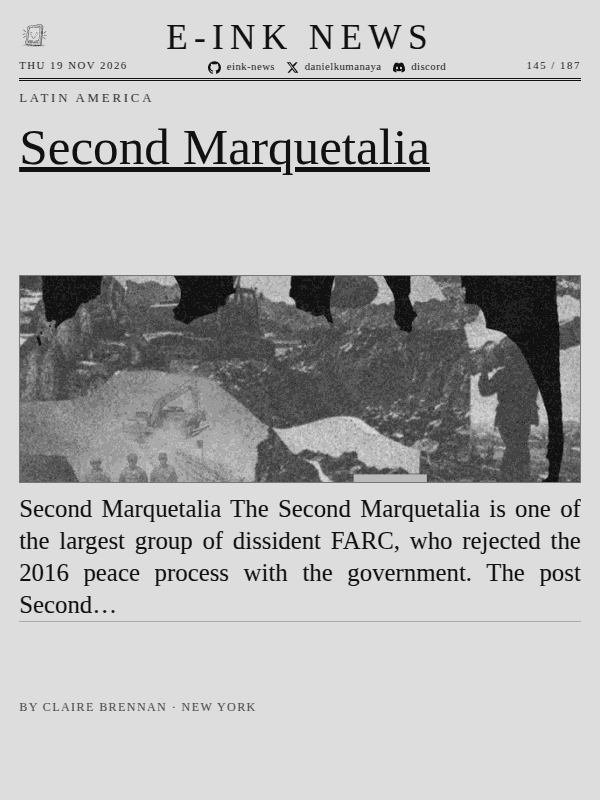 E-INK NEWS
THU 19 NOV 2026
eink-news danielkumanaya discord
145 / 187
LATIN AMERICA
Second Marquetalia
Second Marquetalia The Second Marquetalia is one of
the largest group of dissident FARC, who rejected the
2016 peace process with the government. The post
Second…
BY CLAIRE BRENNAN · NEW YORK